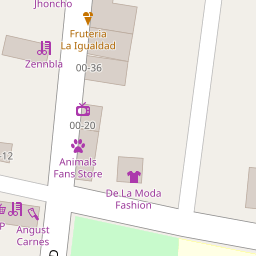 Jhoncho
Fruteria
La Igualdad
Zennbla
00-36
00-20
-12
Animals
Fans Store
De La Moda
Fashion
P
Angust
Carnes